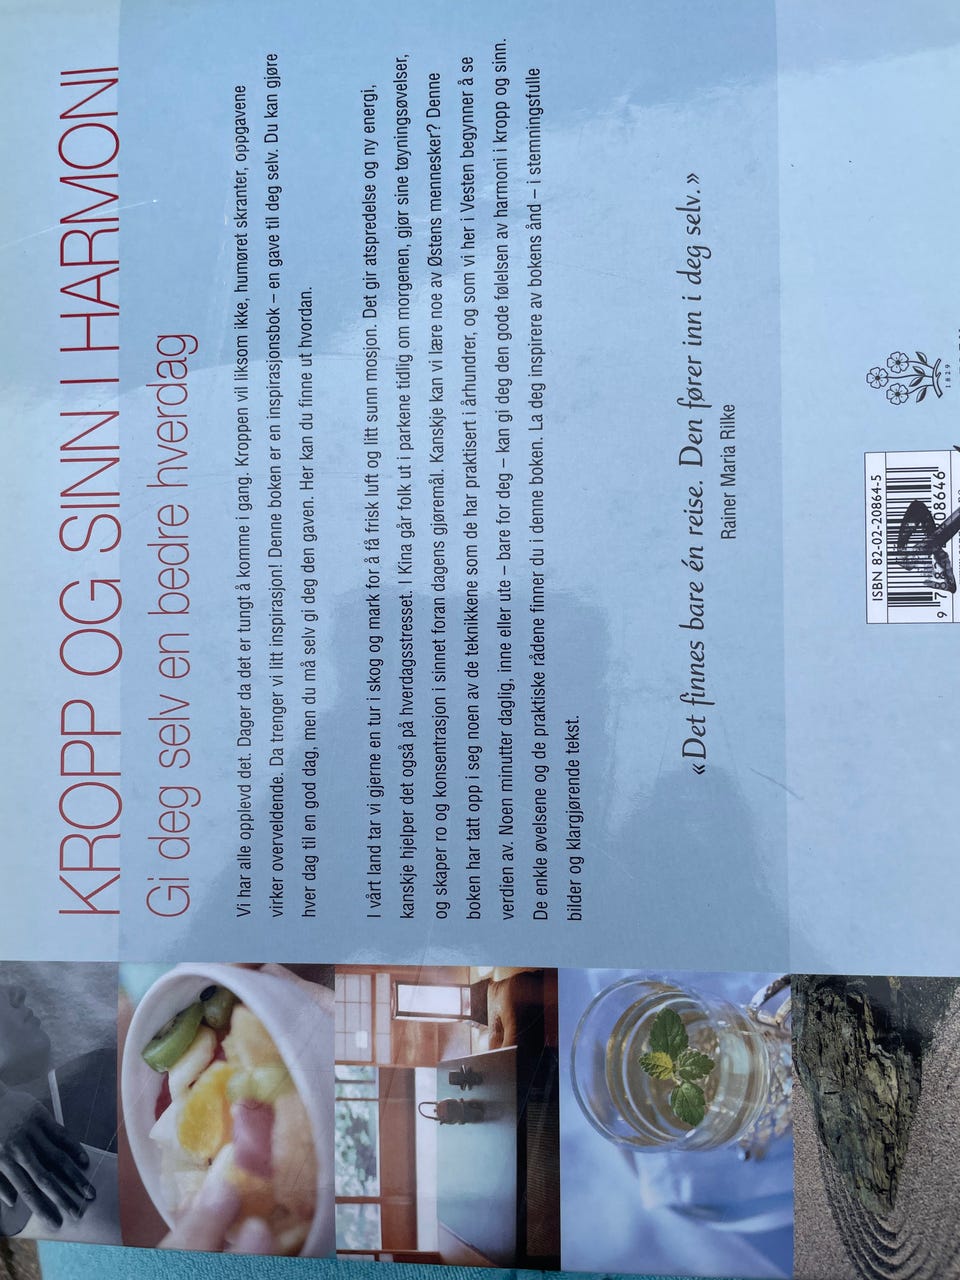 KROPP OG SINN I HARMONI
Gi deg selv en bedre hverdag
Vi har alle opplevd det. Dager da det er tungt å komme i gang. Kroppen vil liksom ikke, humøret skranter, oppgavene
virker overveldende. Da trenger vi litt inspirasjon! Denne boken er en inspirasjonsbok – en gave til deg selv. Du kan gjøre
hver dag til en god dag, men du må selv gi deg den gaven. Her kan du finne ut hvordan.
I vårt land tar vi gjerne en tur i skog og mark for å få frisk luft og litt sunn mosjon. Det gir atspredelse og ny energi,
kanskje hjelper det også på hverdagsstresset. I Kina går folk ut i parkene tidlig om morgenen, gjør sine tøyningsøvelser,
og skaper ro og konsentrasjon i sinnet foran dagens gjøremål. Kanskje kan vi lære noe av Østens mennesker? Denne
boken har tatt opp i seg noen av de teknikkene som de har praktisert i århundrer, og som vi her i Vesten begynner å se
verdien av. Noen minutter daglig, inne eller ute – bare for deg – kan gi deg den gode følelsen av harmoni i kropp og sinn.
De enkle øvelsene og de praktiske rådene finner du i denne boken. La deg inspirere av bokens ånd – i stemningsfulle
bilder og klargjørende tekst.
«Det finnes bare én reise. Den fører inn i deg selv.»
Rainer Maria Rilke
ISBN 82-02-20864-5
9 788 08646
1829